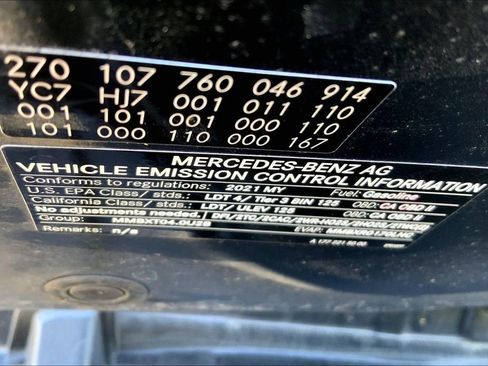 270 107 760 046 914
YC7 HJ7 001 011 110
001 101 001 000 110
101 000 110 000 167
MERCEDES-BENZ AG
VEHICLE EMISSION CONTROL INFORMATION
Conforms to regulations: 2021 MY Fuel: Gasoline
U.S. EPA Class/ stds.: LDT 4/ Tier 3 BIN 125 OBD: CA OBD II
California Class/ stds.: LDT/ ULEV 125 OBD: CA OBD II
No adjustments needed.
Group: MMBXT04.0U2B EVAP:
Remarks: n/a